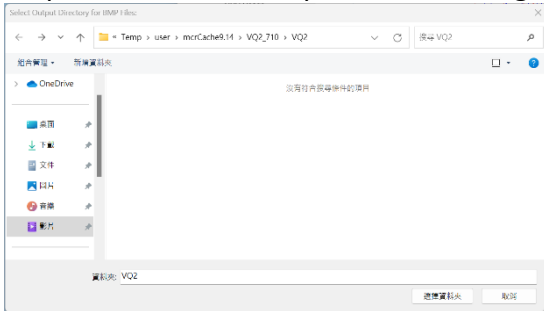 Select Output Directory for BMP Files:
« Temp › user › mcrCache9.14 › VQ2_710 › VQ2
搜尋 VQ2
組合管理
新增資料夾
OneDrive
沒有符合搜尋條件的項目
桌面
下載
文件
圖片
音樂
影片
資料夾: VQ2
選擇資料夾
取消